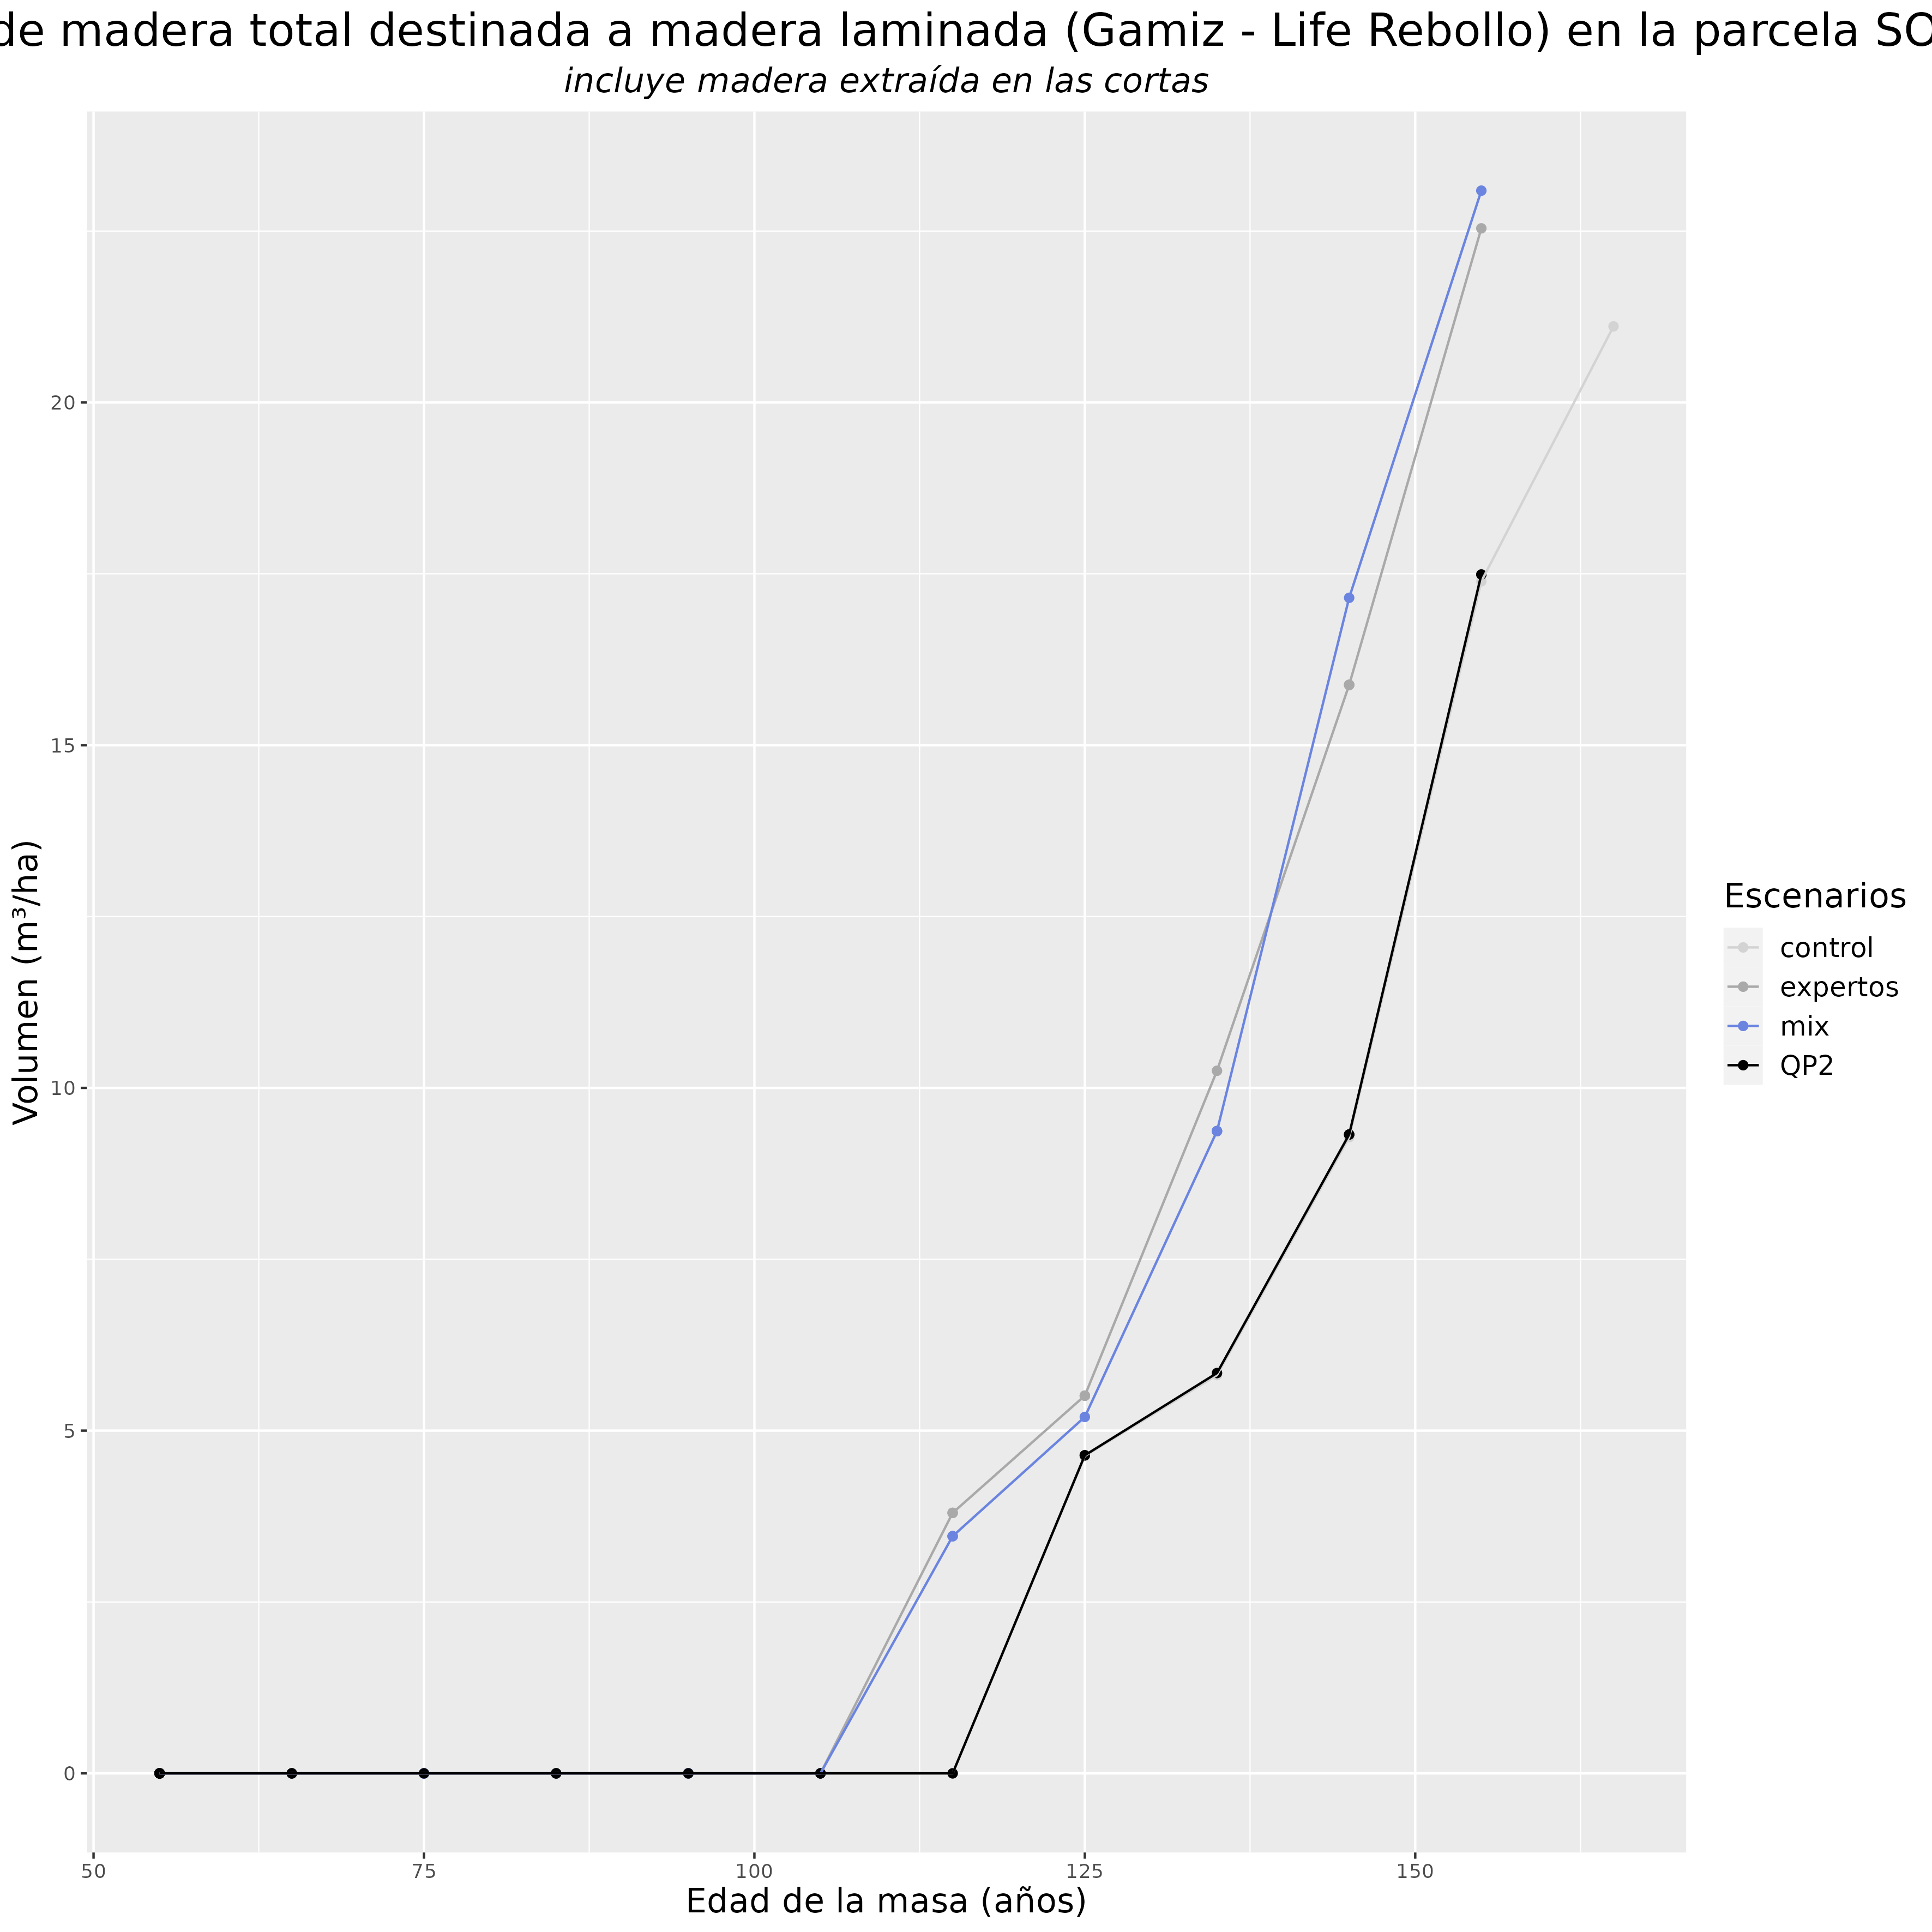 de madera total destinada a madera laminada (Gamiz - Life Rebollo) en la parcela SO
incluye madera extraída en las cortas
Volumen (m³/ha)
20
15
10
5
0
50 75 100 125 150
Edad de la masa (años)
Escenarios
control
expertos
mix
QP2